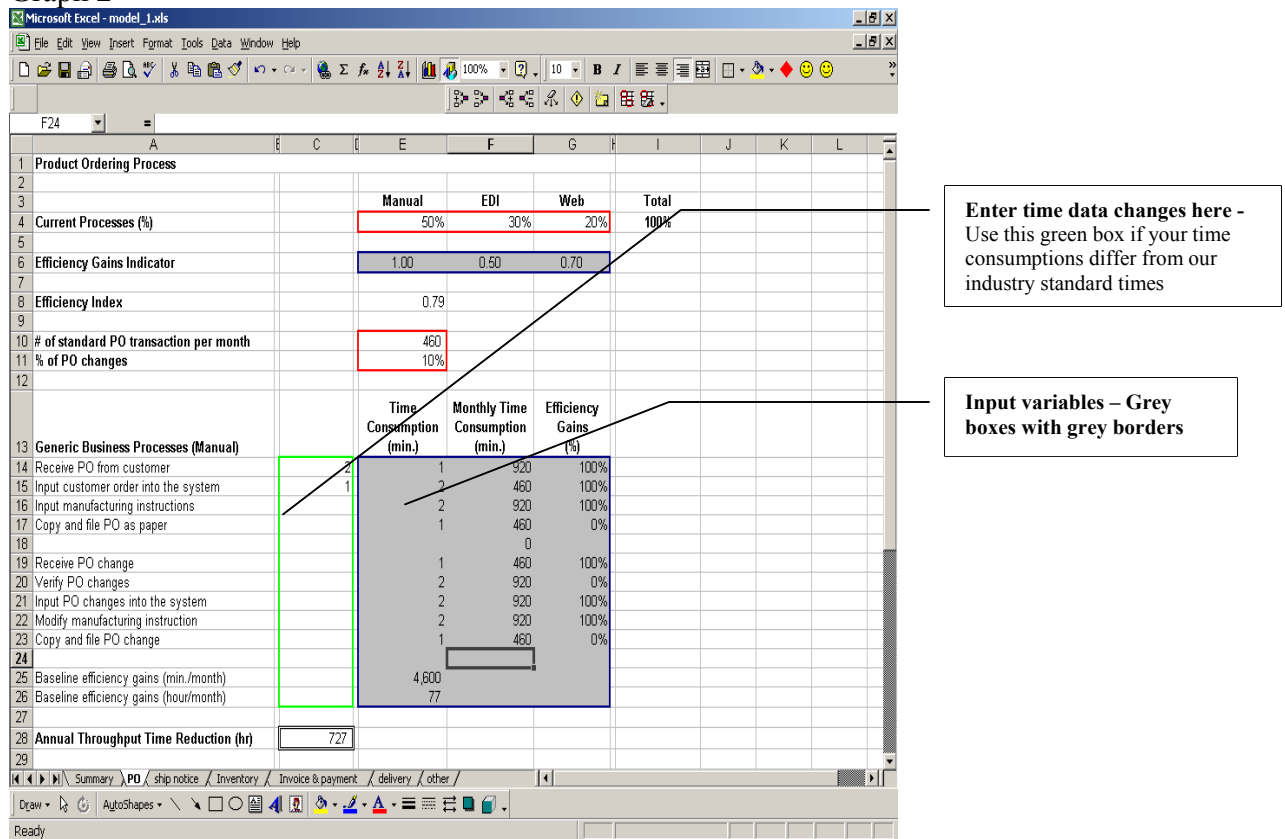 Microsoft Excel - model_1.xls
File Edit View Insert Format Tools Data Window Help
100% 10 B I
F24 =
A C E F G I J K L
1 Product Ordering Process
2
3 Manual EDI Web Total
4 Current Processes (%) 50% 30% 20% 100%
5
6 Efficiency Gains Indicator 1.00 0.50 0.70
7
8 Efficiency Index 0.79
9
10 # of standard PO transaction per month 460
11 % of PO changes 10%
12
Time Monthly Time Efficiency
Consumption Consumption Gains
13 Generic Business Processes (Manual) (min.) (min.) (%)
14 Receive PO from customer 2 1 920 100%
15 Input customer order into the system 1 2 460 100%
16 Input manufacturing instructions 2 920 100%
17 Copy and file PO as paper 1 460 0%
18 0
19 Receive PO change 1 460 100%
20 Verify PO changes 2 920 0%
21 Input PO changes into the system 2 920 100%
22 Modify manufacturing instruction 2 920 100%
23 Copy and file PO change 1 460 0%
24
25 Baseline efficiency gains (min./month) 4,600
26 Baseline efficiency gains (hour/month) 77
27
28 Annual Throughput Time Reduction (hr) 727
29
Summary PO ship notice Inventory Invoice & payment delivery other
Draw AutoShapes
Ready
Enter time data changes here -
Use this green box if your time
consumptions differ from our
industry standard times
Input variables – Grey
boxes with grey borders